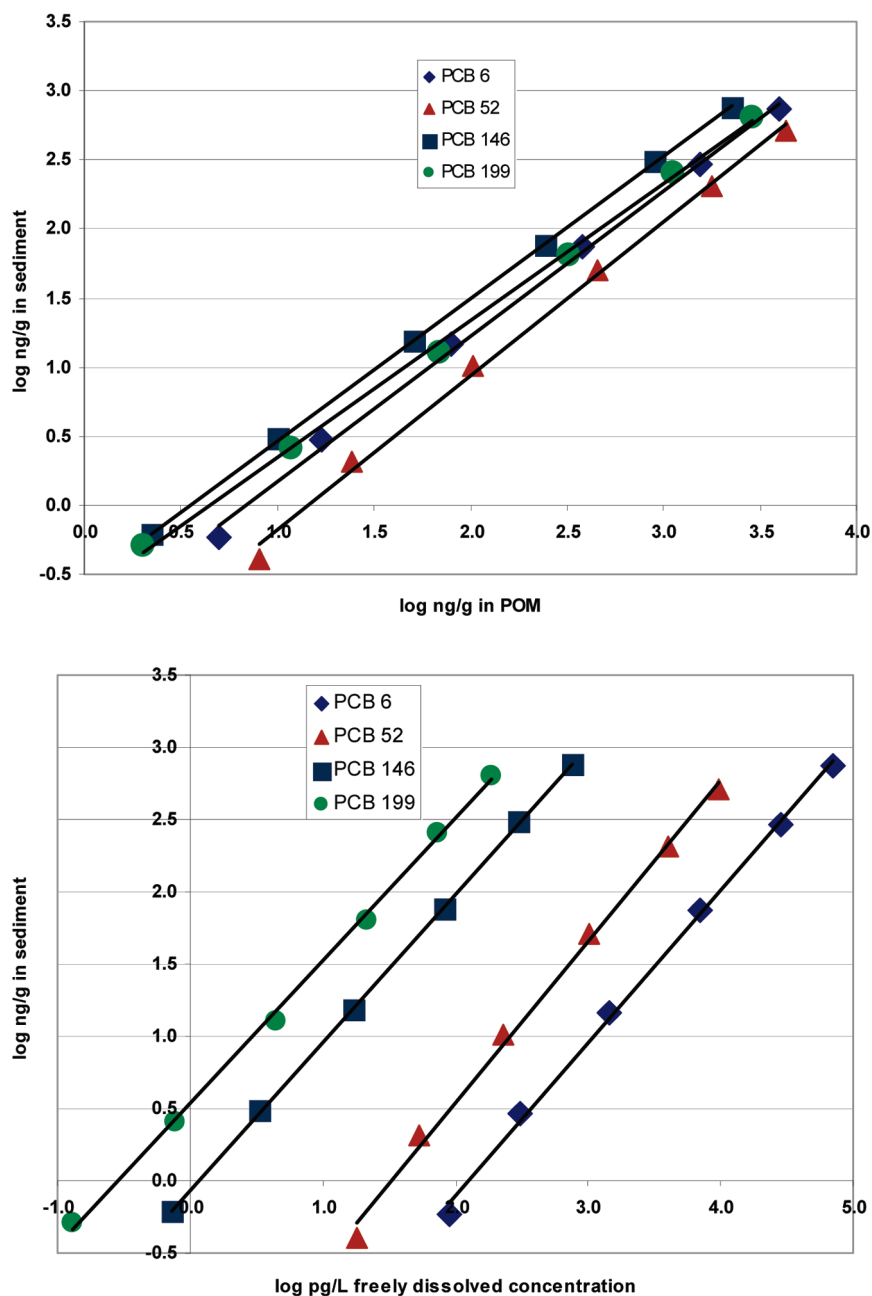 3.5
3.0
2.5
2.0
1.5
1.0
0.5
0.0
-0.5
log ng/g in sediment
PCB 6
PCB 52
PCB 146
PCB 199
0.0 0.5 1.0 1.5 2.0 2.5 3.0 3.5 4.0
log ng/g in POM
3.5
3.0
2.5
2.0
1.5
1.0
0.5
0.0
-0.5
log ng/g in sediment
PCB 6
PCB 52
PCB 146
PCB 199
-1.0 0.0 1.0 2.0 3.0 4.0 5.0
log pg/L freely dissolved concentration